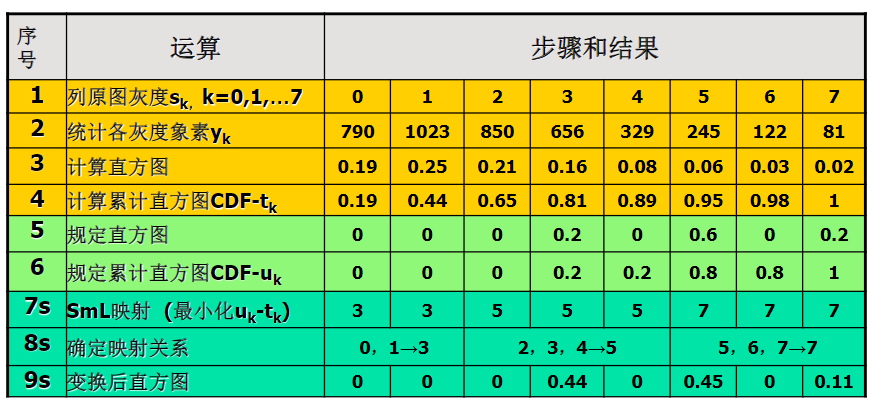 序号 运算 步骤和结果
1 列原图灰度sk, k=0,1,…7 0 1 2 3 4 5 6 7
2 统计各灰度象素yk 790 1023 850 656 329 245 122 81
3 计算直方图 0.19 0.25 0.21 0.16 0.08 0.06 0.03 0.02
4 计算累计直方图CDF-tk 0.19 0.44 0.65 0.81 0.89 0.95 0.98 1
5 规定直方图 0 0 0 0.2 0 0.6 0 0.2
6 规定累计直方图CDF-uk 0 0 0 0.2 0.2 0.8 0.8 1
7s SmL映射（最小化uk-tk） 3 3 5 5 5 7 7 7
8s 确定映射关系 0，1→3 2，3，4→5 5，6，7→7
9s 变换后直方图 0 0 0 0.44 0 0.45 0 0.11